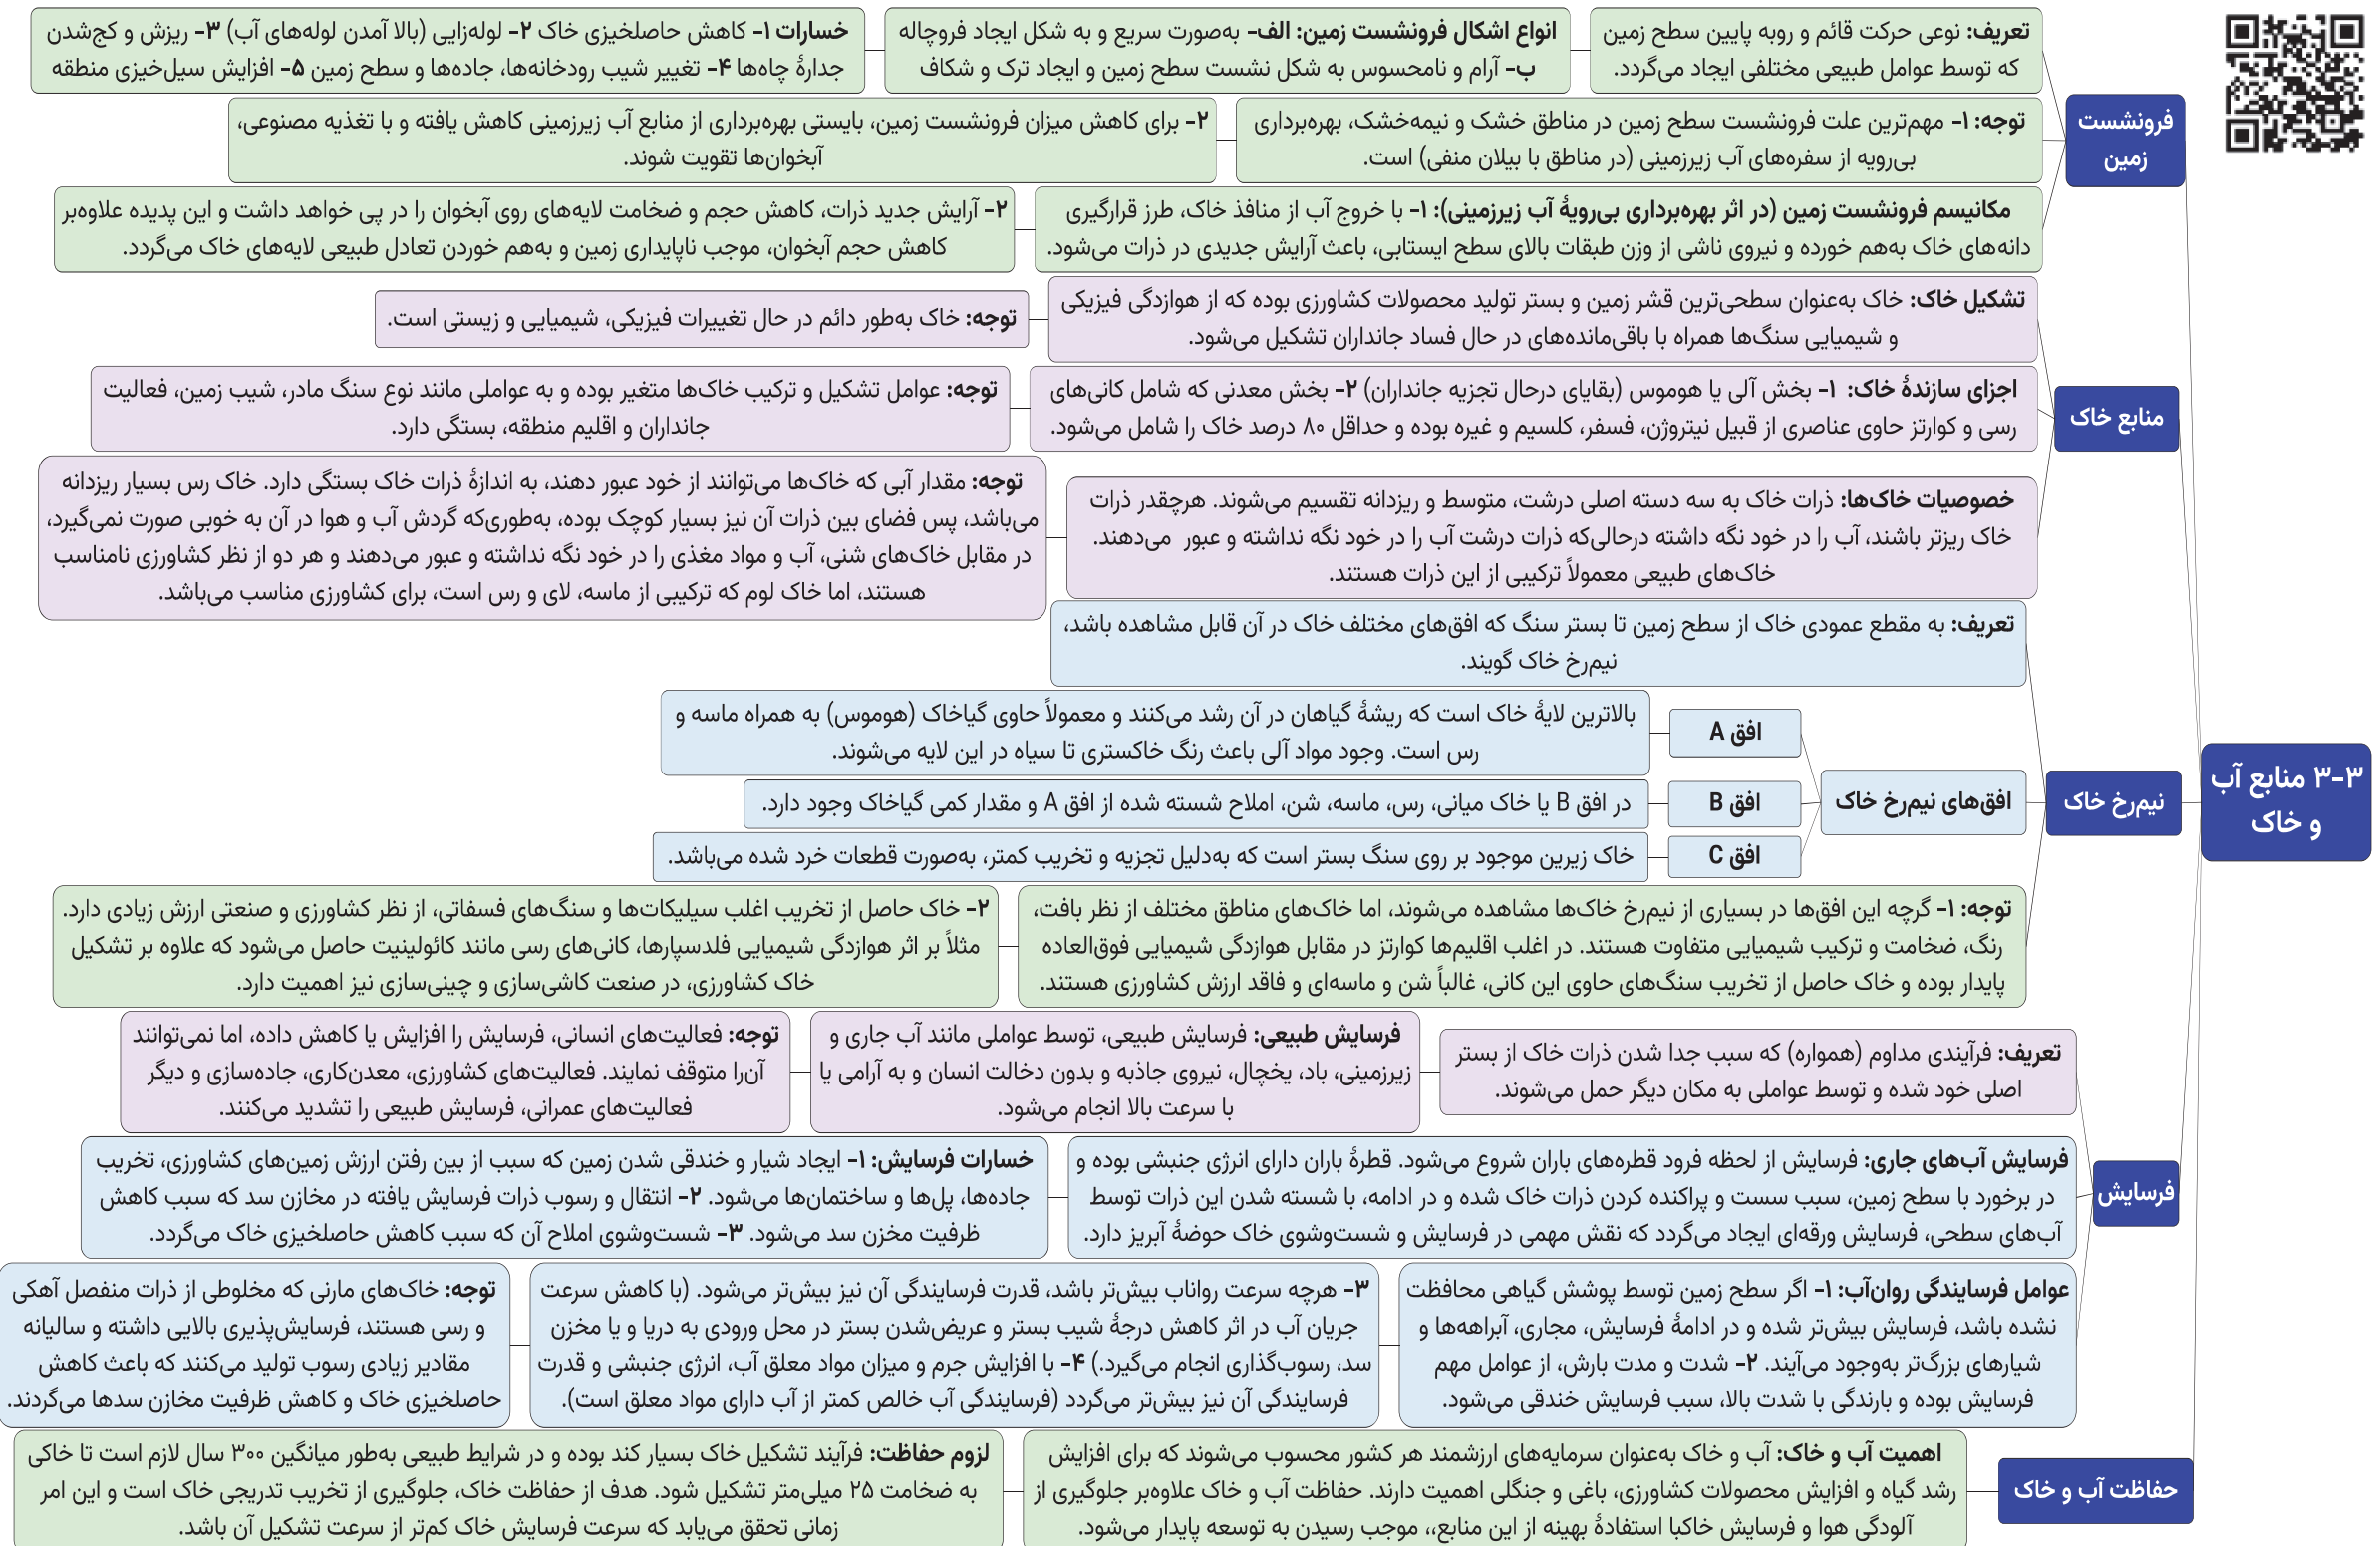 ۳-۳ منابع آب
و خاک
فرونشست
زمین
تعریف: نوعی حرکت قائم و روبه پایین سطح زمین
که توسط عوامل طبیعی مختلفی ایجاد می‌گردد.
انواع اشکال فرونشست زمین: الف- به‌صورت سریع و به شکل ایجاد فروچاله
ب- آرام و نامحسوس به شکل نشست سطح زمین و ایجاد ترک و شکاف
خسارات ۱- کاهش حاصلخیزی خاک ۲- لوله‌زایی (بالا آمدن لوله‌های آب) ۳- ریزش و کج‌شدن
جدارهٔ چاه‌ها ۴- تغییر شیب رودخانه‌ها، جاده‌ها و سطح زمین ۵- افزایش سیل‌خیزی منطقه
توجه: ۱- مهم‌ترین علت فرونشست سطح زمین در مناطق خشک و نیمه‌خشک، بهره‌برداری
بی‌رویه از سفره‌های آب زیرزمینی (در مناطق با بیلان منفی) است.
۲- برای کاهش میزان فرونشست زمین، بایستی بهره‌برداری از منابع آب زیرزمینی کاهش یافته و با تغذیه مصنوعی،
آبخوان‌ها تقویت شوند.
مکانیسم فرونشست زمین (در اثر بهره‌برداری بی‌رویهٔ آب زیرزمینی): ۱- با خروج آب از منافذ خاک، طرز قرارگیری
دانه‌های خاک به‌هم خورده و نیروی ناشی از وزن طبقات بالای سطح ایستابی، باعث آرایش جدیدی در ذرات می‌شود.
۲- آرایش جدید ذرات، کاهش حجم و ضخامت لایه‌های روی آبخوان را در پی خواهد داشت و این پدیده علاوه‌بر
کاهش حجم آبخوان، موجب ناپایداری زمین و به‌هم خوردن تعادل طبیعی لایه‌های خاک می‌گردد.
منابع خاک
تشکیل خاک: خاک به‌عنوان سطحی‌ترین قشر زمین و بستر تولید محصولات کشاورزی بوده که از هوازدگی فیزیکی
و شیمیایی سنگ‌ها همراه با باقی‌مانده‌های در حال فساد جانداران تشکیل می‌شود.
توجه: خاک به‌طور دائم در حال تغییرات فیزیکی، شیمیایی و زیستی است.
اجزای سازندهٔ خاک: ۱- بخش آلی یا هوموس (بقایای درحال تجزیه جانداران) ۲- بخش معدنی که شامل کانی‌های
رسی و کوارتز حاوی عناصری از قبیل نیتروژن، فسفر، کلسیم و غیره بوده و حداقل ۸۰ درصد خاک را شامل می‌شود.
توجه: عوامل تشکیل و ترکیب خاک‌ها متغیر بوده و به عواملی مانند نوع سنگ مادر، شیب زمین، فعالیت
جانداران و اقلیم منطقه، بستگی دارد.
خصوصیات خاک‌ها: ذرات خاک به سه دسته اصلی درشت، متوسط و ریزدانه تقسیم می‌شوند. هرچقدر ذرات
خاک ریزتر باشند، آب را در خود نگه داشته درحالی‌که ذرات درشت آب را در خود نگه نداشته و عبور می‌دهند.
خاک‌های طبیعی معمولاً ترکیبی از این ذرات هستند.
توجه: مقدار آبی که خاک‌ها می‌توانند از خود عبور دهند، به اندازهٔ ذرات خاک بستگی دارد. خاک رس بسیار ریزدانه
می‌باشد، پس فضای بین ذرات آن نیز بسیار کوچک بوده، به‌طوری‌که گردش آب و هوا در آن به خوبی صورت نمی‌گیرد،
در مقابل خاک‌های شنی، آب و مواد مغذی را در خود نگه نداشته و عبور می‌دهند و هر دو از نظر کشاورزی نامناسب
هستند، اما خاک لوم که ترکیبی از ماسه، لای و رس است، برای کشاورزی مناسب می‌باشد.
نیم‌رخ خاک
تعریف: به مقطع عمودی خاک از سطح زمین تا بستر سنگ که افق‌های مختلف خاک در آن قابل مشاهده باشد،
نیم‌رخ خاک گویند.
افق‌های نیم‌رخ خاک
افق A
بالاترین لایهٔ خاک است که ریشهٔ گیاهان در آن رشد می‌کنند و معمولاً حاوی گیاخاک (هوموس) به همراه ماسه و
رس است. وجود مواد آلی باعث رنگ خاکستری تا سیاه در این لایه می‌شوند.
افق B
در افق B یا خاک میانی، رس، ماسه، شن، املاح شسته شده از افق A و مقدار کمی گیاخاک وجود دارد.
افق C
خاک زیرین موجود بر روی سنگ بستر است که به‌دلیل تجزیه و تخریب کمتر، به‌صورت قطعات خرد شده می‌باشد.
توجه: ۱- گرچه این افق‌ها در بسیاری از نیم‌رخ خاک‌ها مشاهده می‌شوند، اما خاک‌های مناطق مختلف از نظر بافت،
رنگ، ضخامت و ترکیب شیمیایی متفاوت هستند. در اغلب اقلیم‌ها کوارتز در مقابل هوازدگی شیمیایی فوق‌العاده
پایدار بوده و خاک حاصل از تخریب سنگ‌های حاوی این کانی، غالباً شن و ماسه‌ای و فاقد ارزش کشاورزی هستند.
۲- خاک حاصل از تخریب اغلب سیلیکات‌ها و سنگ‌های فسفاتی، از نظر کشاورزی و صنعتی ارزش زیادی دارد.
مثلاً بر اثر هوازدگی شیمیایی فلدسپارها، کانی‌های رسی مانند کائولینیت حاصل می‌شود که علاوه بر تشکیل
خاک کشاورزی، در صنعت کاشی‌سازی و چینی‌سازی نیز اهمیت دارد.
فرسایش
تعریف: فرآیندی مداوم (همواره) که سبب جدا شدن ذرات خاک از بستر
اصلی خود شده و توسط عواملی به مکان دیگر حمل می‌شوند.
فرسایش طبیعی: فرسایش طبیعی، توسط عواملی مانند آب جاری و
زیرزمینی، باد، یخچال، نیروی جاذبه و بدون دخالت انسان و به آرامی یا
با سرعت بالا انجام می‌شود.
توجه: فعالیت‌های انسانی، فرسایش را افزایش یا کاهش داده، اما نمی‌توانند
آن‌را متوقف نمایند. فعالیت‌های کشاورزی، معدن‌کاری، جاده‌سازی و دیگر
فعالیت‌های عمرانی، فرسایش طبیعی را تشدید می‌کنند.
فرسایش آب‌های جاری: فرسایش از لحظه فرود قطره‌های باران شروع می‌شود. قطرهٔ باران دارای انرژی جنبشی بوده و
در برخورد با سطح زمین، سبب سست و پراکنده کردن ذرات خاک شده و در ادامه، با شسته شدن این ذرات توسط
آب‌های سطحی، فرسایش ورقه‌ای ایجاد می‌گردد که نقش مهمی در فرسایش و شست‌وشوی خاک حوضهٔ آبریز دارد.
خسارات فرسایش: ۱- ایجاد شیار و خندقی شدن زمین که سبب از بین رفتن ارزش زمین‌های کشاورزی، تخریب
جاده‌ها، پل‌ها و ساختمان‌ها می‌شود. ۲- انتقال و رسوب ذرات فرسایش یافته در مخازن سد که سبب کاهش
ظرفیت مخزن سد می‌شود. ۳- شست‌وشوی املاح آن که سبب کاهش حاصلخیزی خاک می‌گردد.
عوامل فرسایندگی روان‌آب: ۱- اگر سطح زمین توسط پوشش گیاهی محافظت
نشده باشد، فرسایش بیش‌تر شده و در ادامهٔ فرسایش، مجاری، آبراهه‌ها و
شیارهای بزرگ‌تر به‌وجود می‌آیند. ۲- شدت و مدت بارش، از عوامل مهم
فرسایش بوده و بارندگی با شدت بالا، سبب فرسایش خندقی می‌شود.
۳- هرچه سرعت رواناب بیش‌تر باشد، قدرت فرسایندگی آن نیز بیش‌تر می‌شود. (با کاهش سرعت
جریان آب در اثر کاهش درجهٔ شیب بستر و عریض‌شدن بستر در محل ورودی به دریا و یا مخزن
سد، رسوب‌گذاری انجام می‌گیرد.) ۴- با افزایش جرم و میزان مواد معلق آب، انرژی جنبشی و قدرت
فرسایندگی آن نیز بیش‌تر می‌گردد (فرسایندگی آب خالص کمتر از آب دارای مواد معلق است).
توجه: خاک‌های مارنی که مخلوطی از ذرات منفصل آهکی
و رسی هستند، فرسایش‌پذیری بالایی داشته و سالیانه
مقادیر زیادی رسوب تولید می‌کنند که باعث کاهش
حاصلخیزی خاک و کاهش ظرفیت مخازن سدها می‌گردند.
حفاظت آب و خاک
اهمیت آب و خاک: آب و خاک به‌عنوان سرمایه‌های ارزشمند هر کشور محسوب می‌شوند که برای افزایش
رشد گیاه و افزایش محصولات کشاورزی، باغی و جنگلی اهمیت دارند. حفاظت آب و خاک علاوه‌بر جلوگیری از
آلودگی هوا و فرسایش خاکبا استفادهٔ بهینه از این منابع،، موجب رسیدن به توسعه پایدار می‌شود.
لزوم حفاظت: فرآیند تشکیل خاک بسیار کند بوده و در شرایط طبیعی به‌طور میانگین ۳۰۰ سال لازم است تا خاکی
به ضخامت ۲۵ میلی‌متر تشکیل شود. هدف از حفاظت خاک، جلوگیری از تخریب تدریجی خاک است و این امر
زمانی تحقق می‌یابد که سرعت فرسایش خاک کم‌تر از سرعت تشکیل آن باشد.